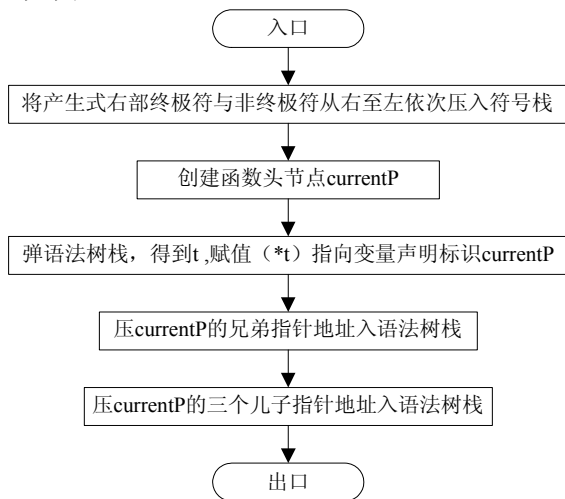 入口
将产生式右部终极符与非终极符从右至左依次压入符号栈
创建函数头节点currentP
弹语法树栈，得到t ,赋值（*t）指向变量声明标识currentP
压currentP的兄弟指针地址入语法树栈
压currentP的三个儿子指针地址入语法树栈
出口